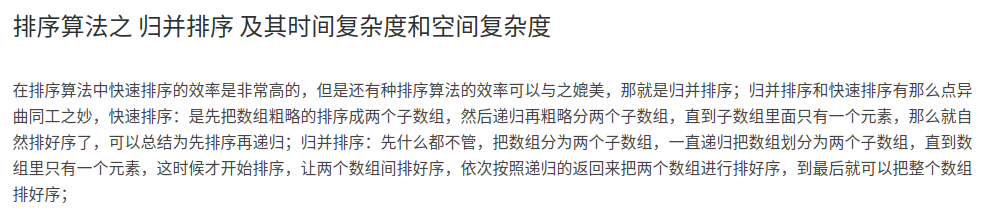 排序算法之 归并排序 及其时间复杂度和空间复杂度
在排序算法中快速排序的效率是非常高的，但是还有种排序算法的效率可以与之媲美，那就是归并排序；归并排序和快速排序有那么点异
曲同工之妙，快速排序：是先把数组粗略的排序成两个子数组，然后递归再粗略分两个子数组，直到子数组里面只有一个元素，那么就自
然排好序了，可以总结为先排序再递归；归并排序：先什么都不管，把数组分为两个子数组，一直递归把数组划分为两个子数组，直到数
组里只有一个元素，这时候才开始排序，让两个数组间排好序，依次按照递归的返回来把两个数组进行排好序，到最后就可以把整个数组
排好序；